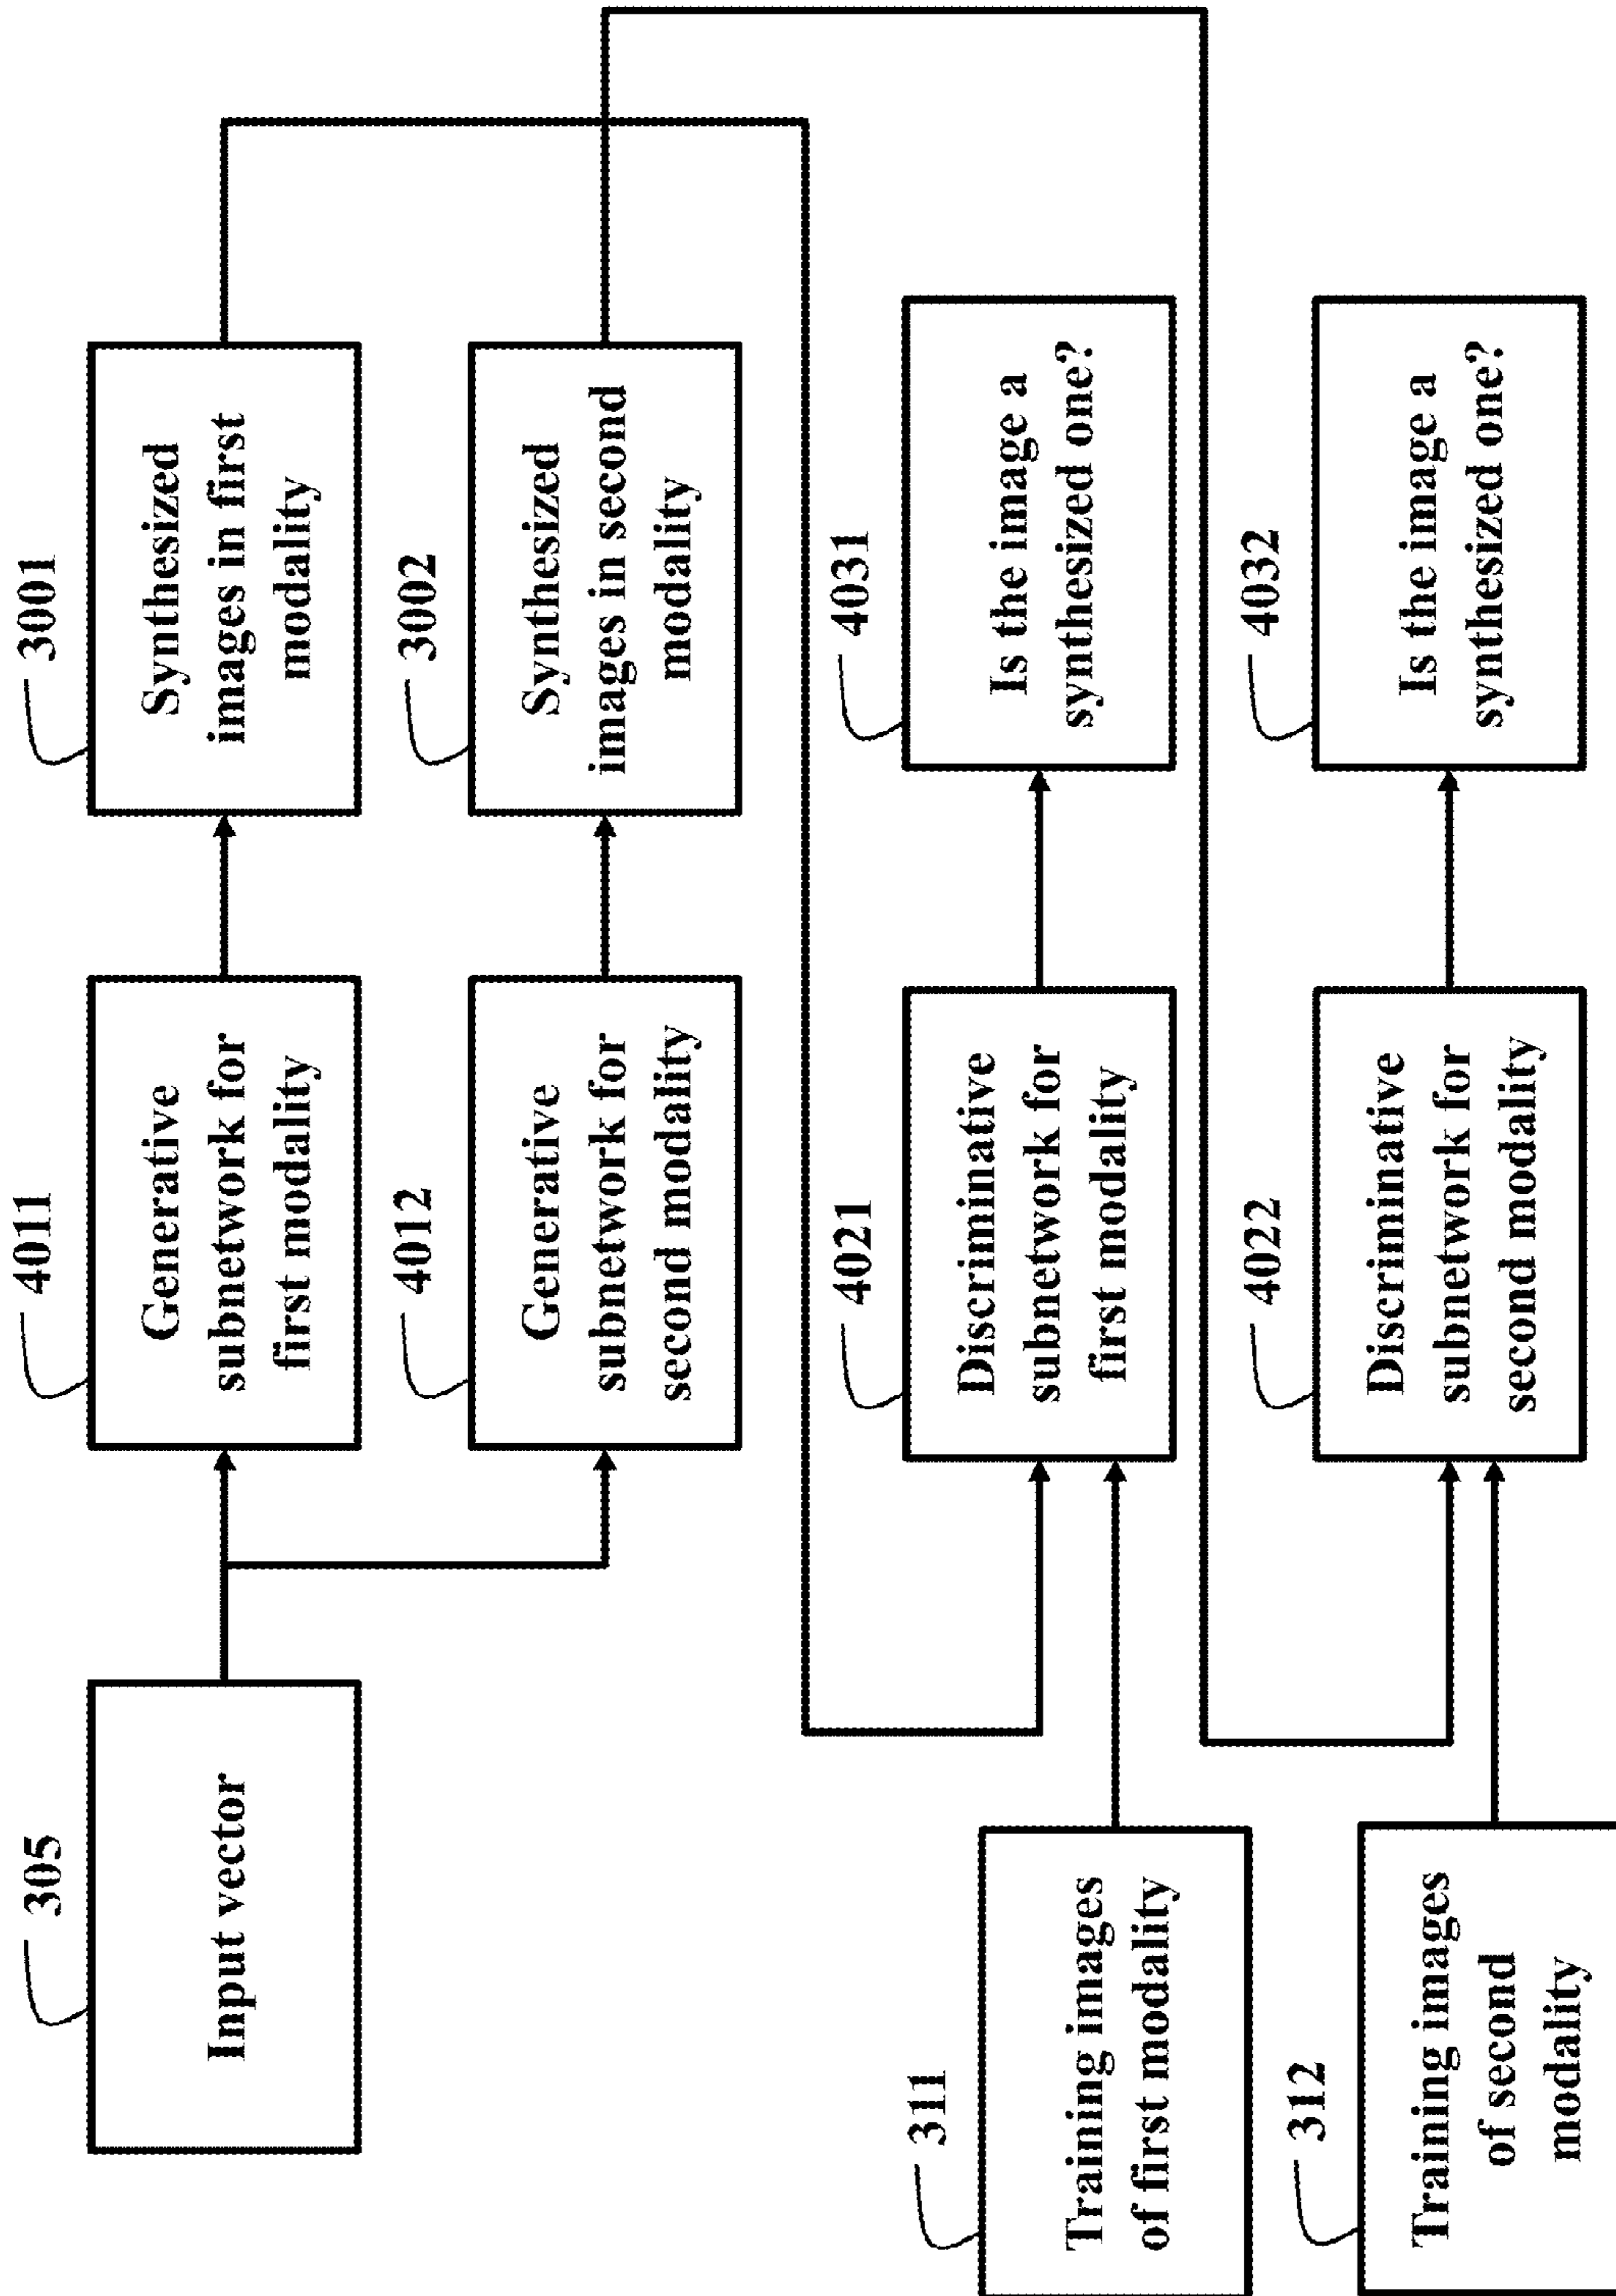 305
Input vector
4011
Generative
subnetwork for
first modality
3001
Synthesized
images in first
modality
4012
Generative
subnetwork for
second modality
3002
Synthesized
images in second
modality
311
Training images
of first modality
4021
Discriminative
subnetwork for
first modality
4031
Is the image a
synthesized one?
312
Training images
of second
modality
4022
Discriminative
subnetwork for
second modality
4032
Is the image a
synthesized one?